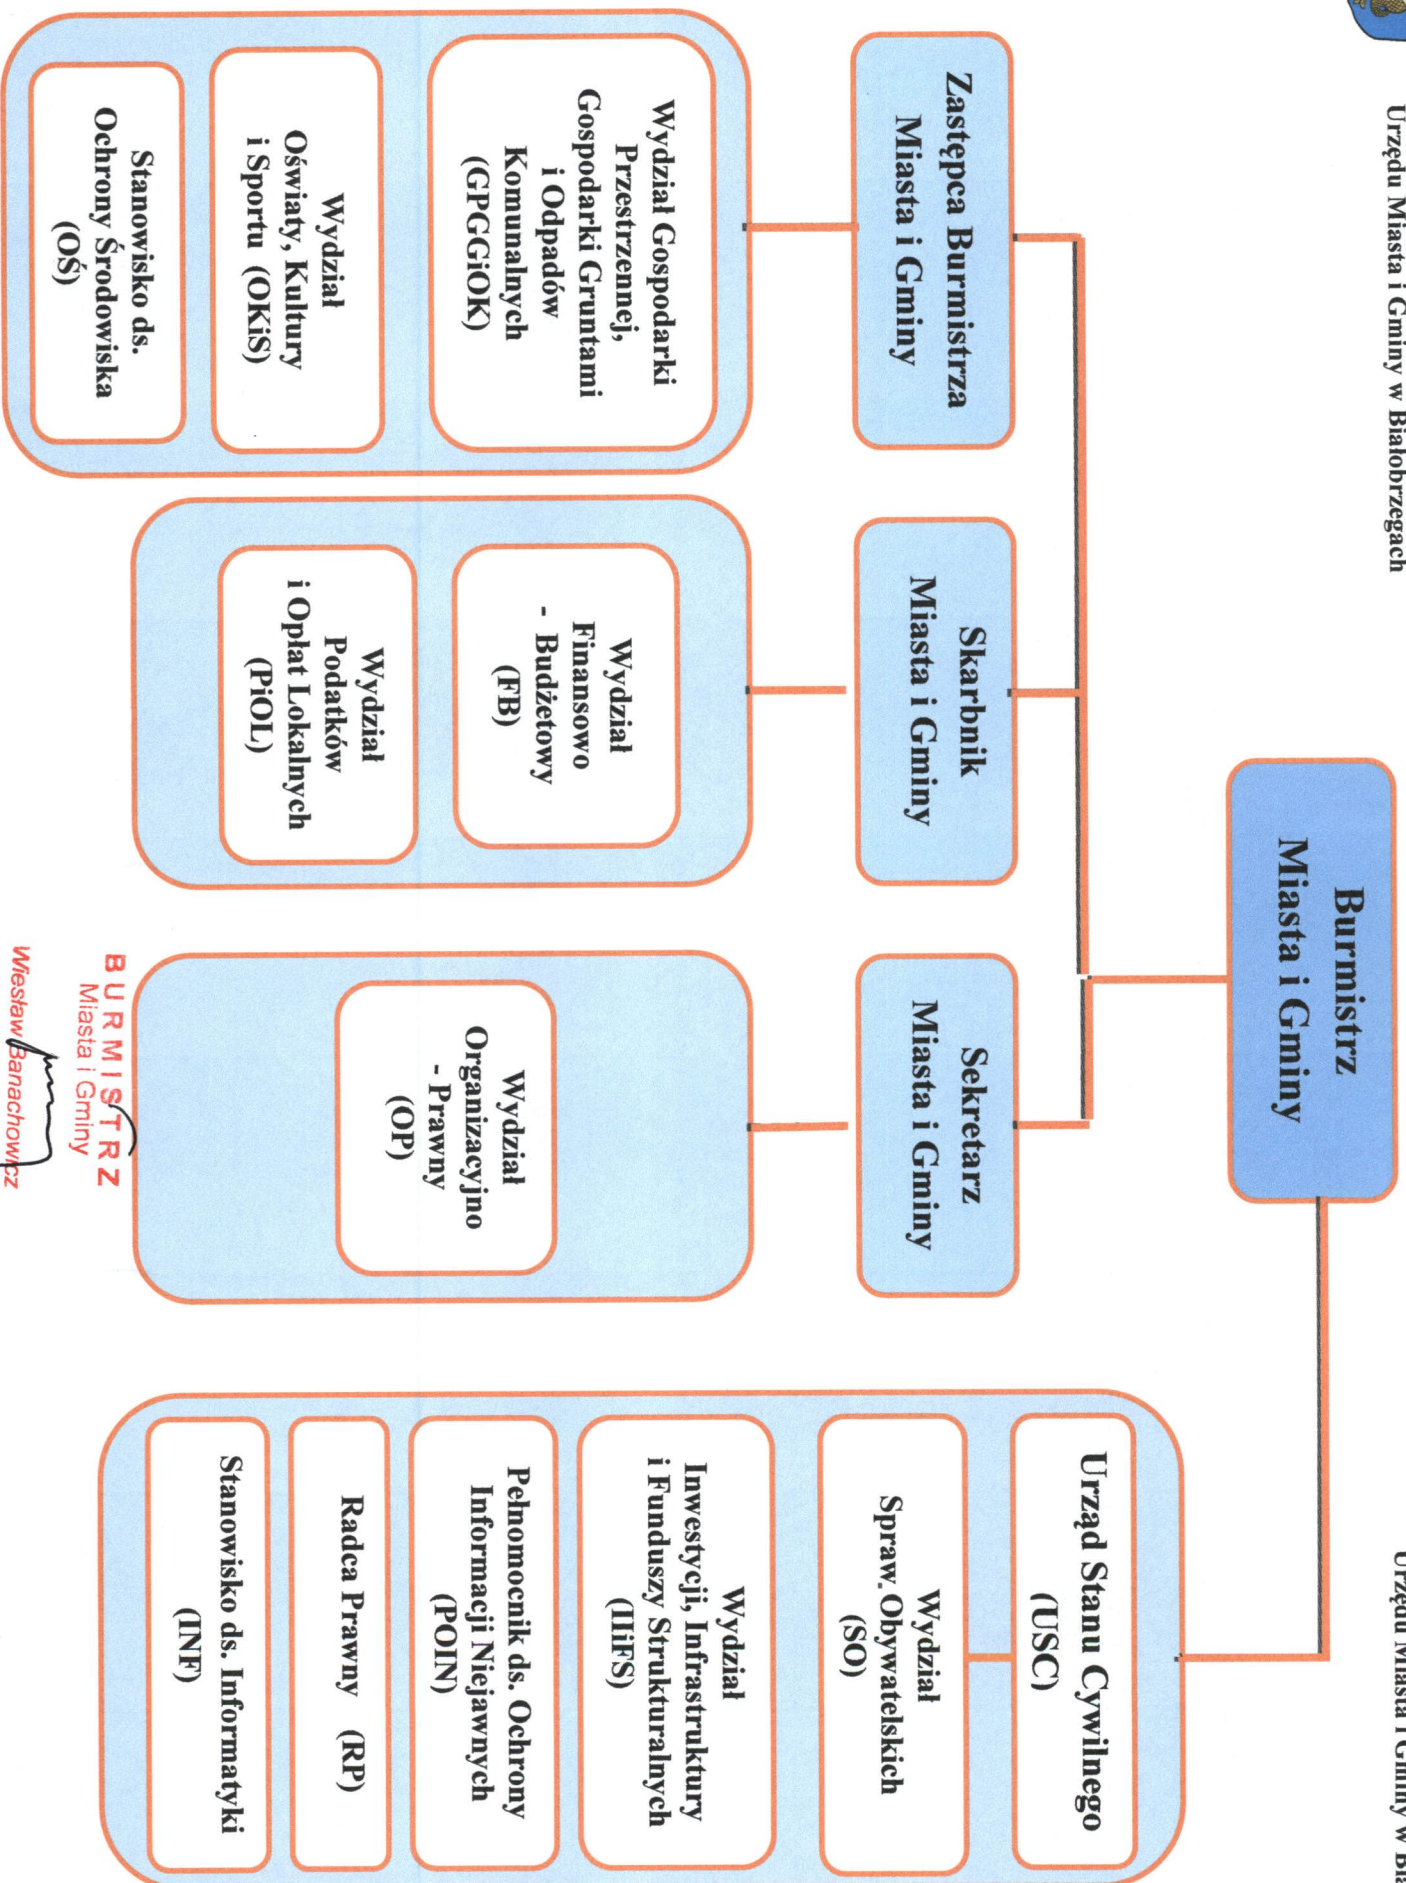 Urzędu Miasta i Gminy w Białobrzegach
Urzędu Miasta i Gminy w
Burmistrz
Miasta i Gminy
Zastępca Burmistrza
Miasta i Gminy
Skarbnik
Miasta i Gminy
Sekretarz
Miasta i Gminy
Wydział Gospodarki
Przestrzennej,
Gospodarki Gruntami
i Odpadów
Komunalnych
(GPGGiOK)
Wydział
Oświaty, Kultury
i Sportu (OKiS)
Stanowisko ds.
Ochrony Środowiska
(OŚ)
Wydział
Finansowo
- Budżetowy
(FB)
Wydział
Podatków
i Opłat Lokalnych
(PiOL)
Wydział
Organizacyjno
- Prawny
(OP)
Urząd Stanu Cywilnego
(USC)
Wydział
Spraw Obywatelskich
(SO)
Wydział
Inwestycji, Infrastruktury
i Funduszy Strukturalnych
(IIiFS)
Pełnomocnik ds. Ochrony
Informacji Niejawnych
(POIN)
Radca Prawny (RP)
Stanowisko ds. Informatyki
(INF)
BURMISTRZ
Miasta i Gminy
Wiesław Banachowicz